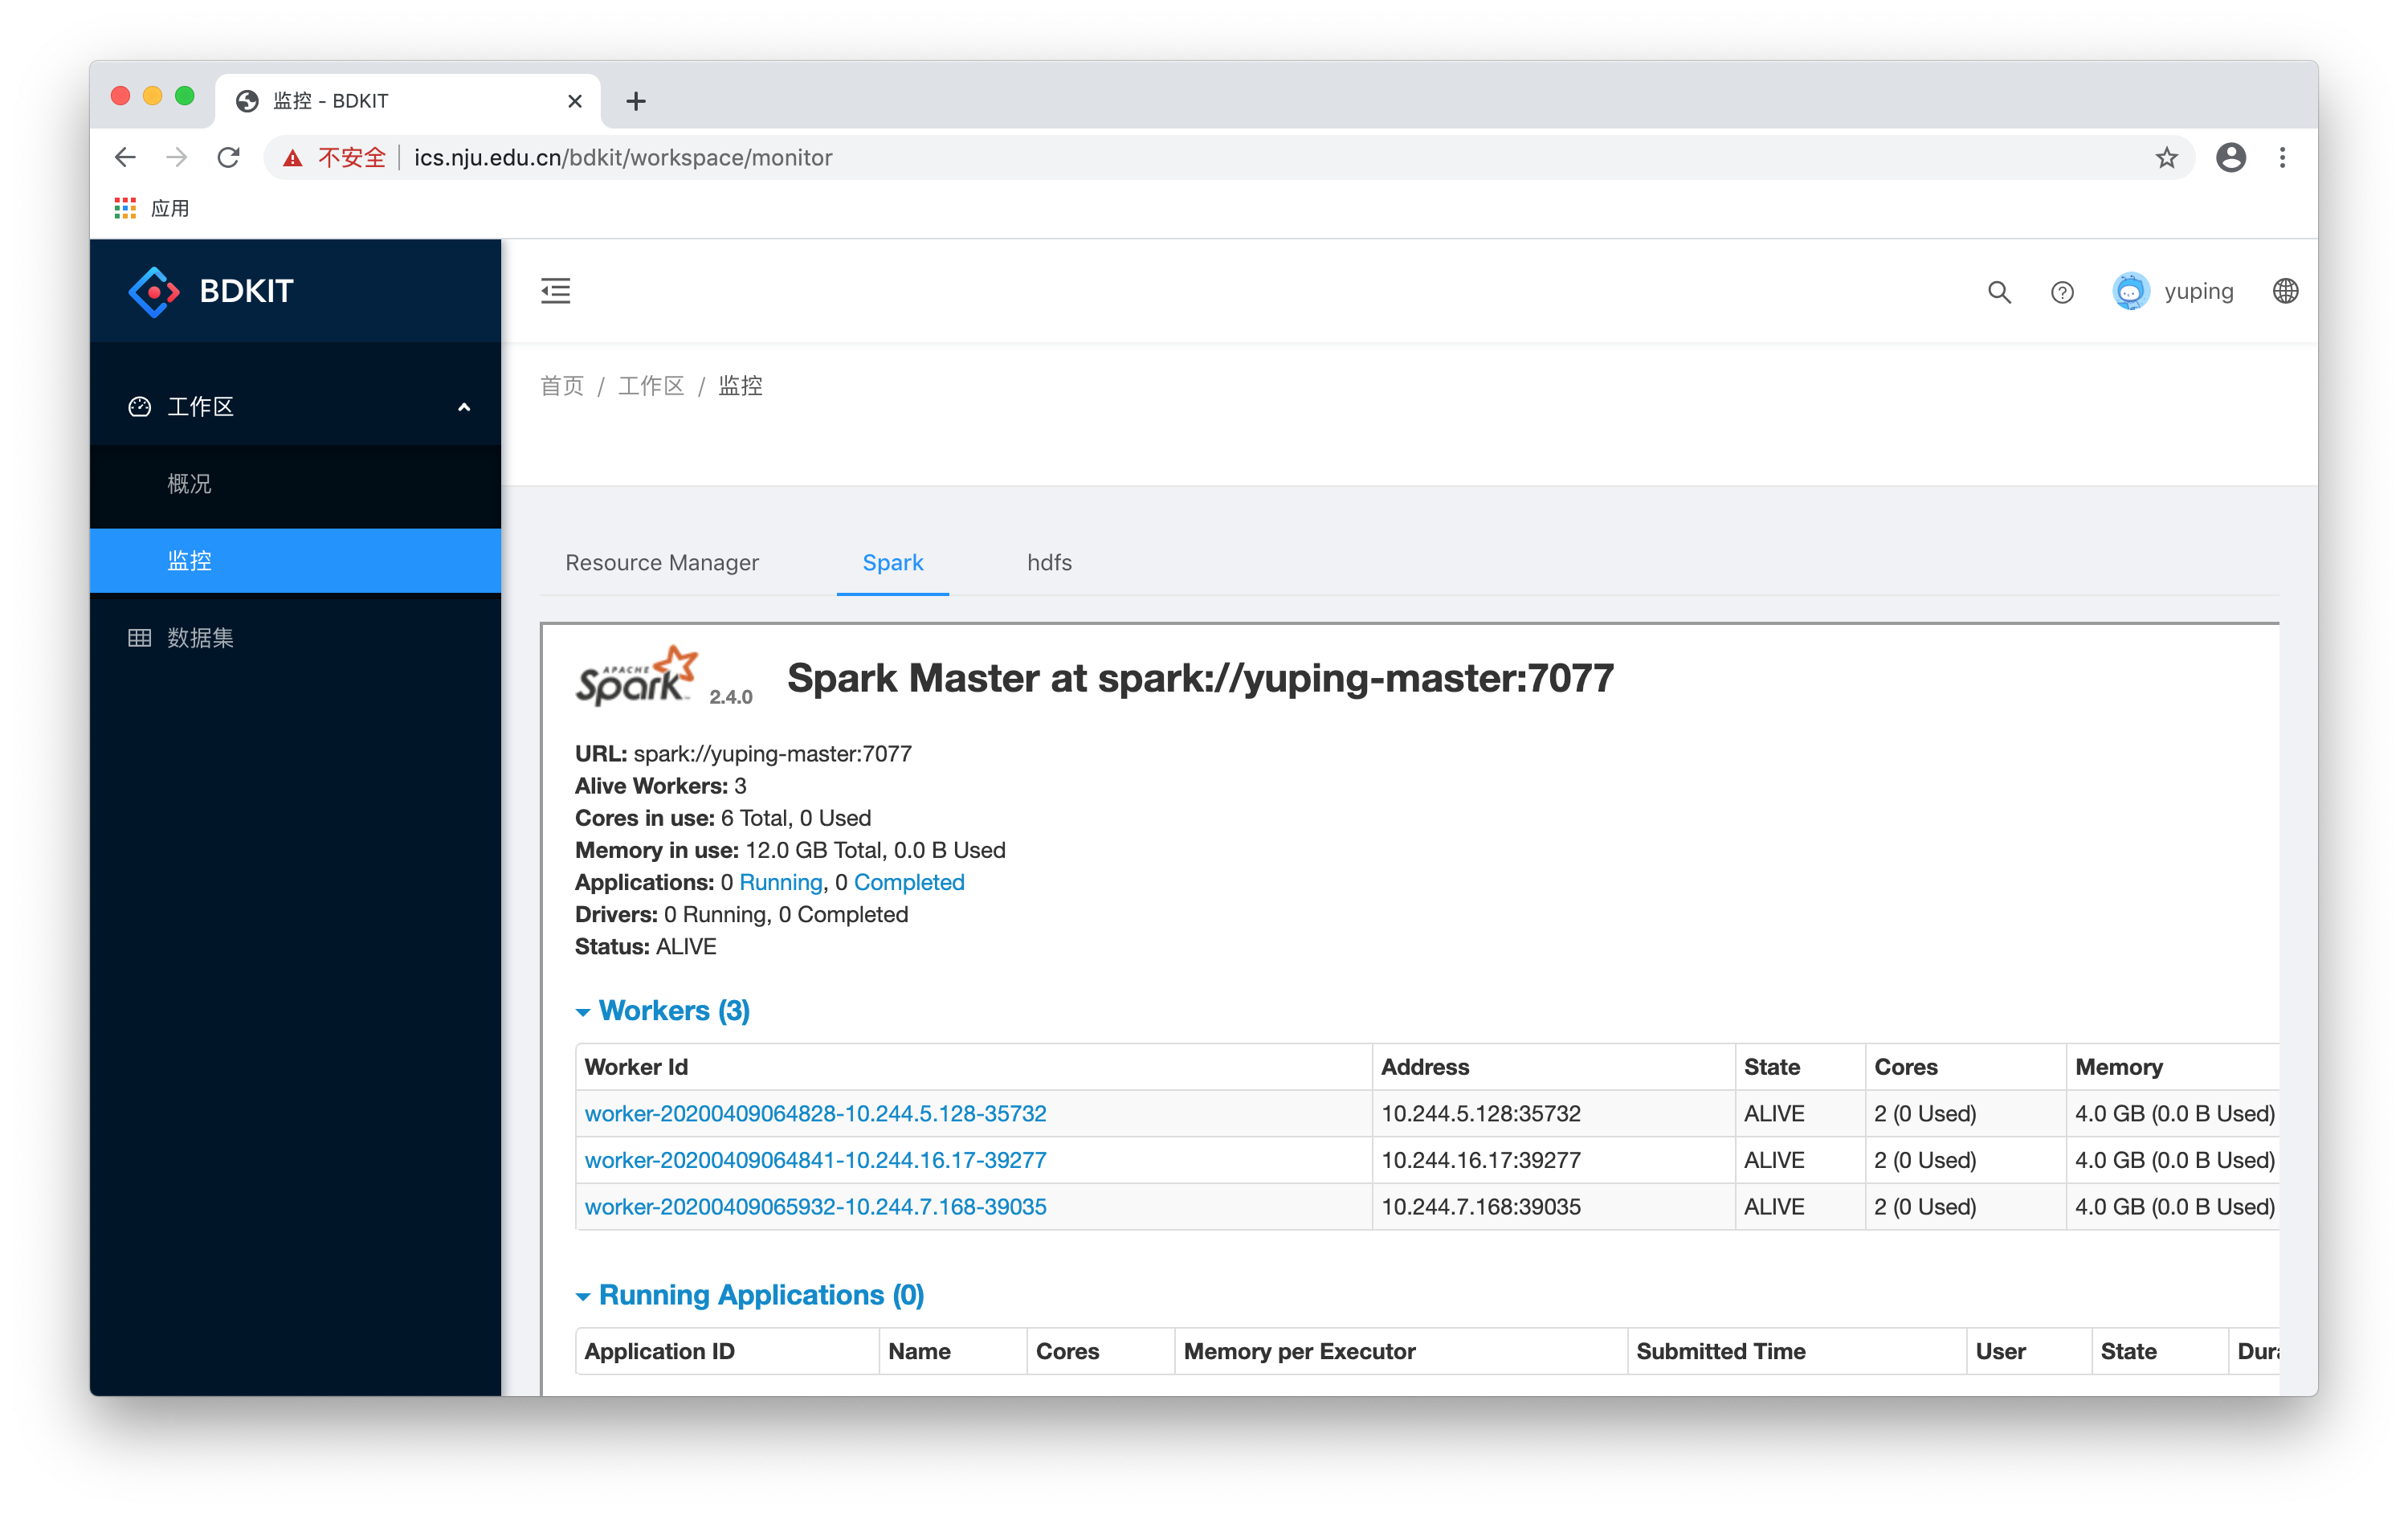 监控 - BDKIT
不安全 ics.nju.edu.cn/bdkit/workspace/monitor
应用
BDKIT
yuping
工作区
概况
监控
数据集
首页 / 工作区 / 监控
Resource Manager Spark hdfs
APACHE Spark 2.4.0 Spark Master at spark://yuping-master:7077
URL: spark://yuping-master:7077
Alive Workers: 3
Cores in use: 6 Total, 0 Used
Memory in use: 12.0 GB Total, 0.0 B Used
Applications: 0 Running, 0 Completed
Drivers: 0 Running, 0 Completed
Status: ALIVE
Workers (3)
Worker Id Address State Cores Memory
worker-20200409064828-10.244.5.128-35732 10.244.5.128:35732 ALIVE 2 (0 Used) 4.0 GB (0.0 B Used)
worker-20200409064841-10.244.16.17-39277 10.244.16.17:39277 ALIVE 2 (0 Used) 4.0 GB (0.0 B Used)
worker-20200409065932-10.244.7.168-39035 10.244.7.168:39035 ALIVE 2 (0 Used) 4.0 GB (0.0 B Used)
Running Applications (0)
Application ID Name Cores Memory per Executor Submitted Time User State